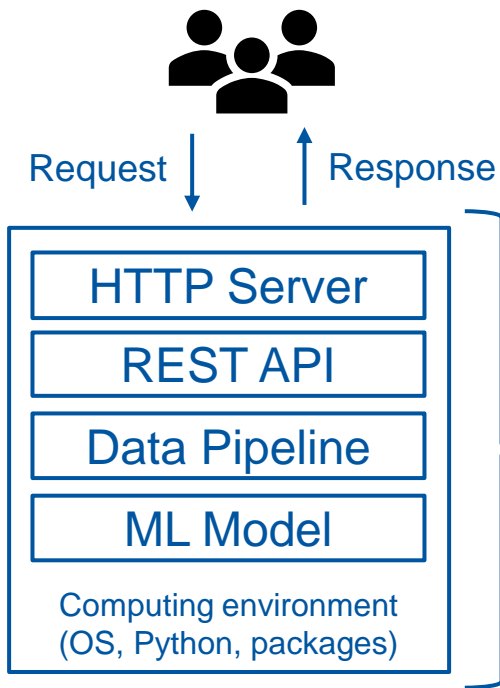 Request
Response
HTTP Server
REST API
Data Pipeline
ML Model
Computing environment
(OS, Python, packages)